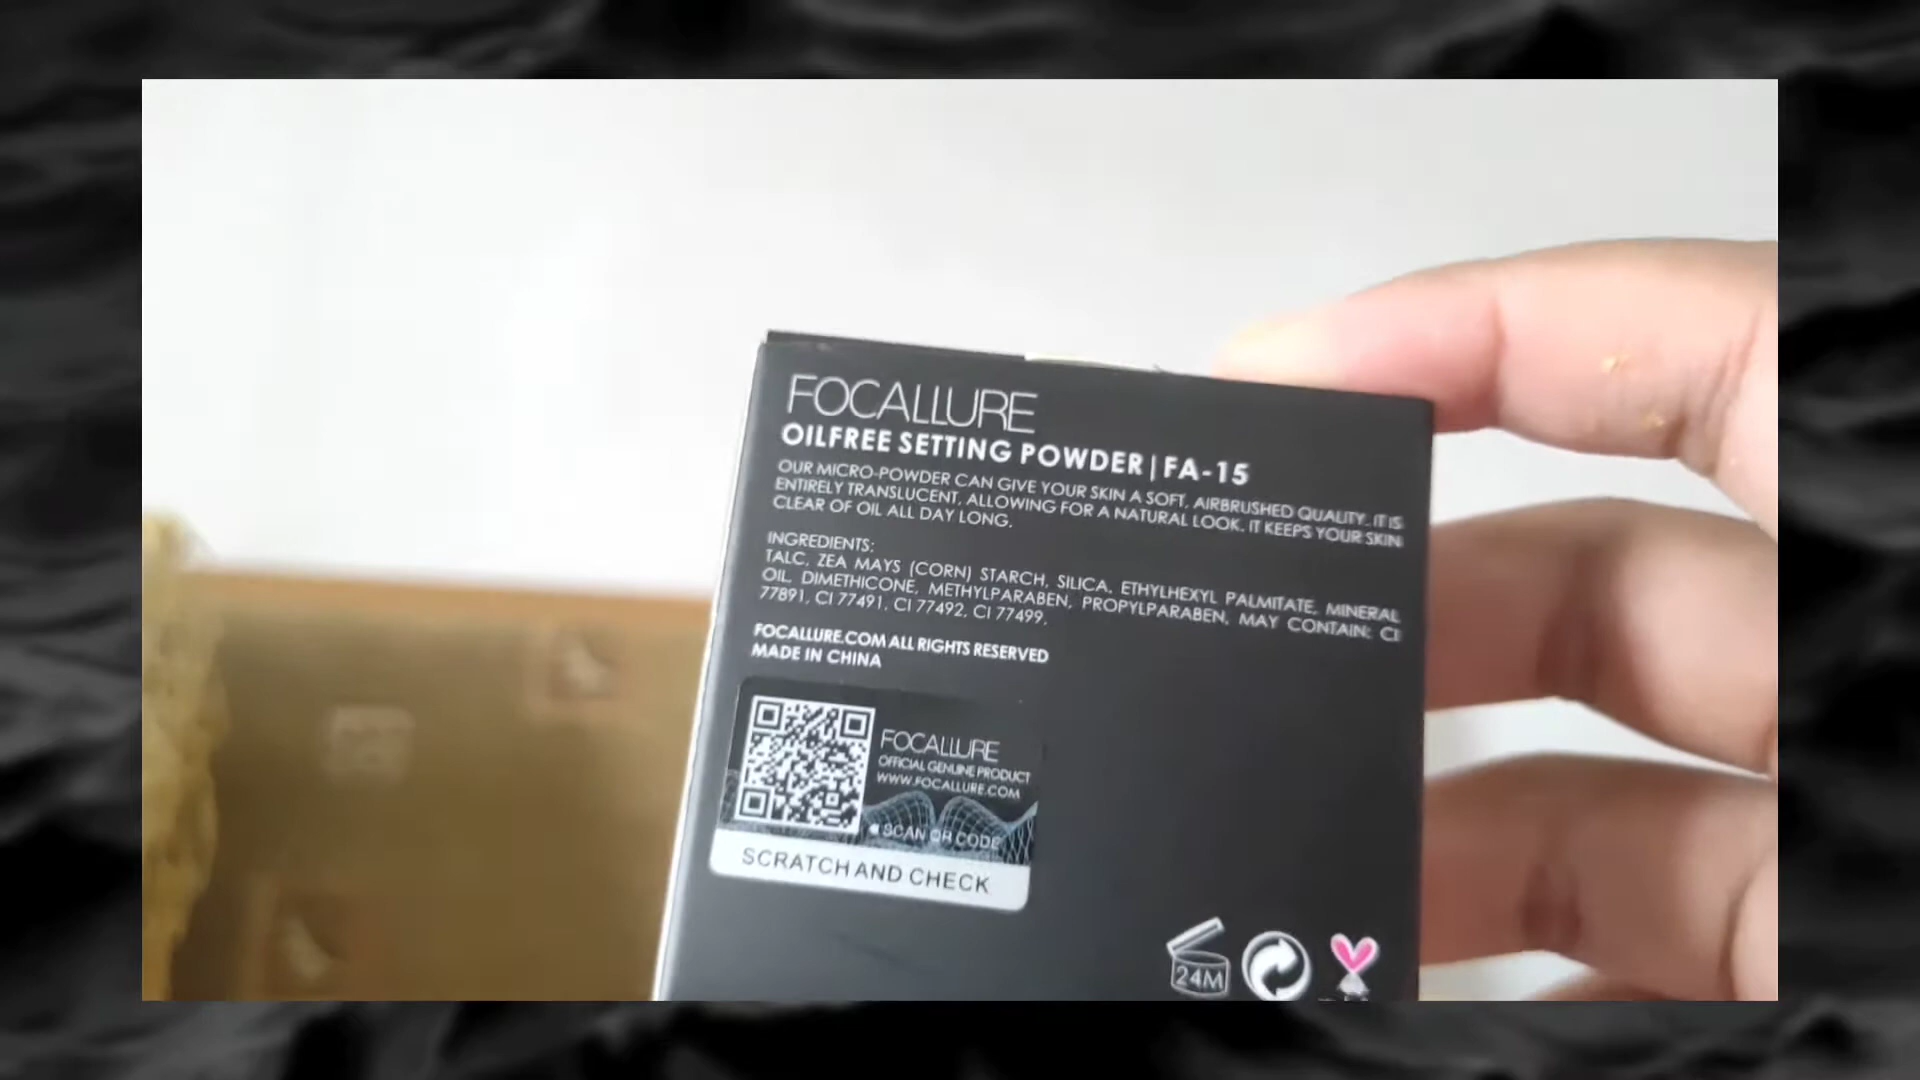 FOCALLURE
OILFREE SETTING POWDER | FA-15
OUR MICRO-POWDER CAN GIVE YOUR SKIN A SOFT, AIRBRUSHED QUALITY. IT IS
ENTIRELY TRANSLUCENT, ALLOWING FOR A NATURAL LOOK. IT KEEPS YOUR SKIN
CLEAR OF OIL ALL DAY LONG.
INGREDIENTS:
TALC, ZEA MAYS (CORN) STARCH, SILICA, ETHYLHEXYL PALMITATE, MINERAL
OIL, DIMETHICONE, METHYLPARABEN, PROPYLPARABEN, MAY CONTAIN: CI
77891, CI 77491, CI 77492, CI 77499,
FOCALLURE.COM ALL RIGHTS RESERVED
MADE IN CHINA
FOCALLURE
OFFICIAL GENUINE PRODUCT
WWW.FOCALLURE.COM
SCAN QR CODE
SCRATCH AND CHECK
24M